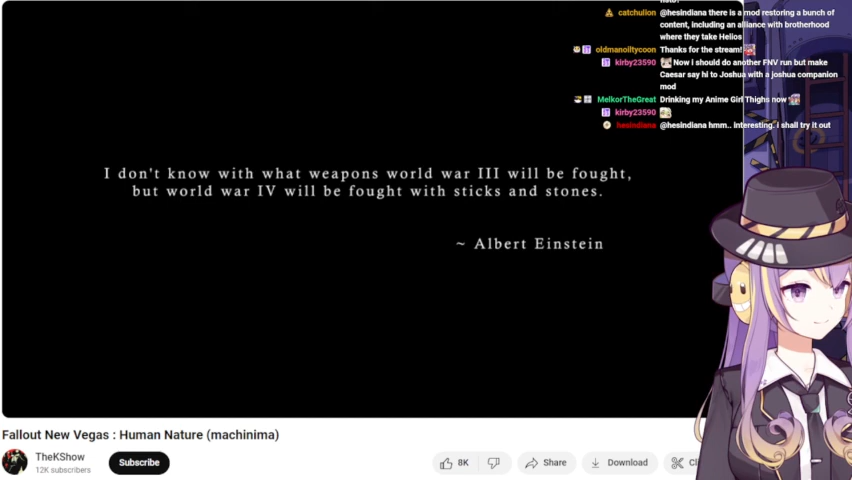 catchulion @hesindiana there is a mod restoring a bunch of
content, including an alliance with brotherhood
where they take Helios
oldmanoiltycoon Thanks for the stream!
kirby23590 Now i should do another FNV run but make
Caesar say hi to Joshua with a joshua companion
mod
MelkorTheGreat Drinking my Anime Girl Thighs now
kirby23590
hesindiana @hesindiana hmm.. Interesting. i shall try it out
I don't know with what weapons world war III will be fought,
but world war IV will be fought with sticks and stones.
~ Albert Einstein
Fallout New Vegas : Human Nature (machinima)
TheKShow
12K subscribers
Subscribe
8K
Share
Download